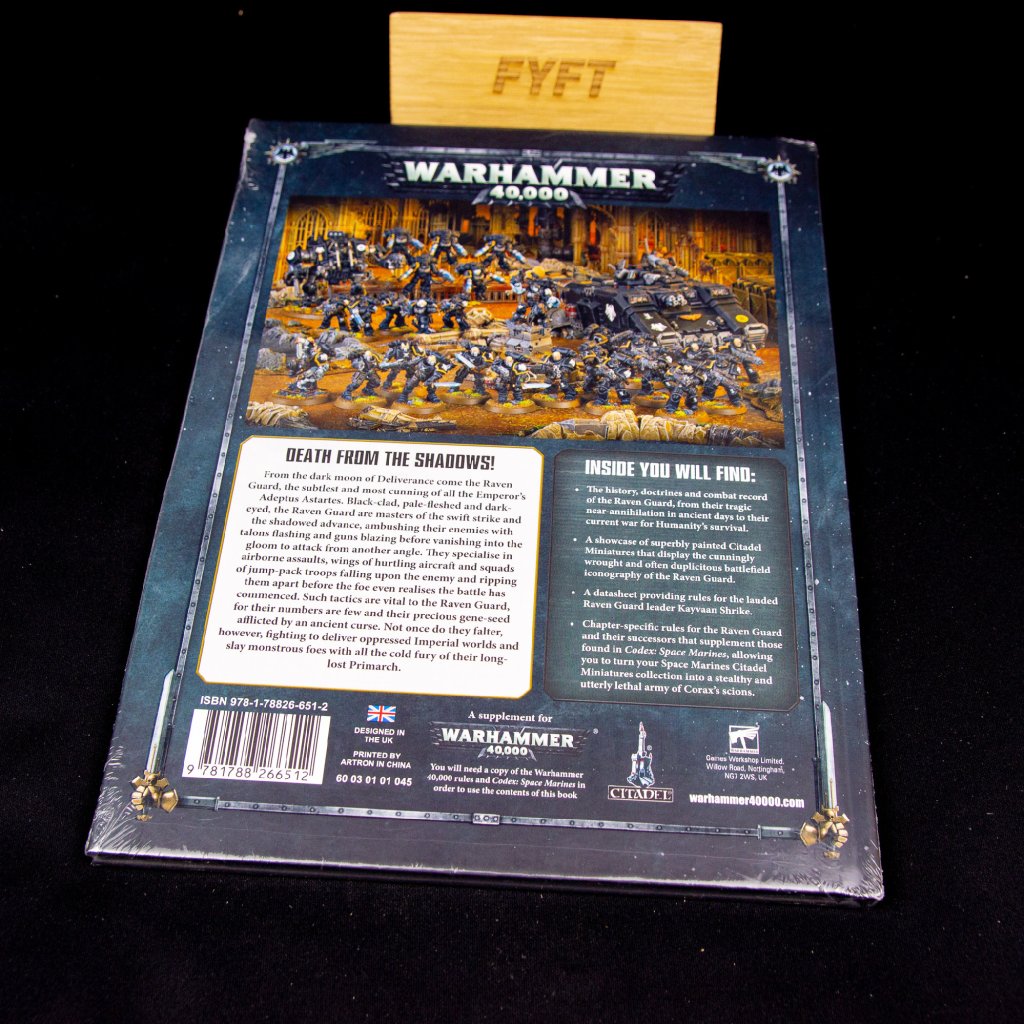 FYFT
WARHAMMER
40,000
DEATH FROM THE SHADOWS!
From the dark moon of Deliverance come the Raven
Guard, the subtlest and most cunning of all the Emperor's
Adeptus Astartes. Black-clad, pale-fleshed and dark-
eyed, the Raven Guard are masters of the swift strike and
the shadowed advance, ambushing their enemies with
talons flashing and guns blazing before vanishing into the
gloom to attack from another angle. They specialise in
airborne assaults, wings of hurtling aircraft and squads
of jump-pack troops falling upon the enemy and ripping
them apart before the foe even realises the battle has
commenced. Such tactics are vital to the Raven Guard,
for their numbers are few and their precious gene-seed
afflicted by an ancient curse. Not once do they falter,
however, fighting to deliver oppressed Imperial worlds and
slay monstrous foes with all the cold fury of their long-
lost Primarch.
INSIDE YOU WILL FIND:
• The history, doctrines and combat record
of the Raven Guard, from their tragic
near-annihilation in ancient days to their
current war for Humanity's survival.
• A showcase of superbly painted Citadel
Miniatures that display the cunningly
wrought and often duplicitous battlefield
iconography of the Raven Guard.
• A datasheet providing rules for the lauded
Raven Guard leader Kayvaan Shrike.
• Chapter-specific rules for the Raven Guard
and their successors that supplement those
found in Codex: Space Marines, allowing
you to turn your Space Marines Citadel
Miniatures collection into a stealthy and
utterly lethal army of Corax's scions.
ISBN 978-1-78826-651-2
9 781788 266512
DESIGNED IN
THE UK
PRINTED BY
ARTRON IN CHINA
60 03 01 01 045
A supplement for
WARHAMMER
40,000
®
You will need a copy of the Warhammer
40,000 rules and Codex: Space Marines in
order to use the contents of this book
®
CITADEL
Games Workshop Limited,
Willow Road, Nottingham,
NG7 2WS, UK
warhammer40000.com